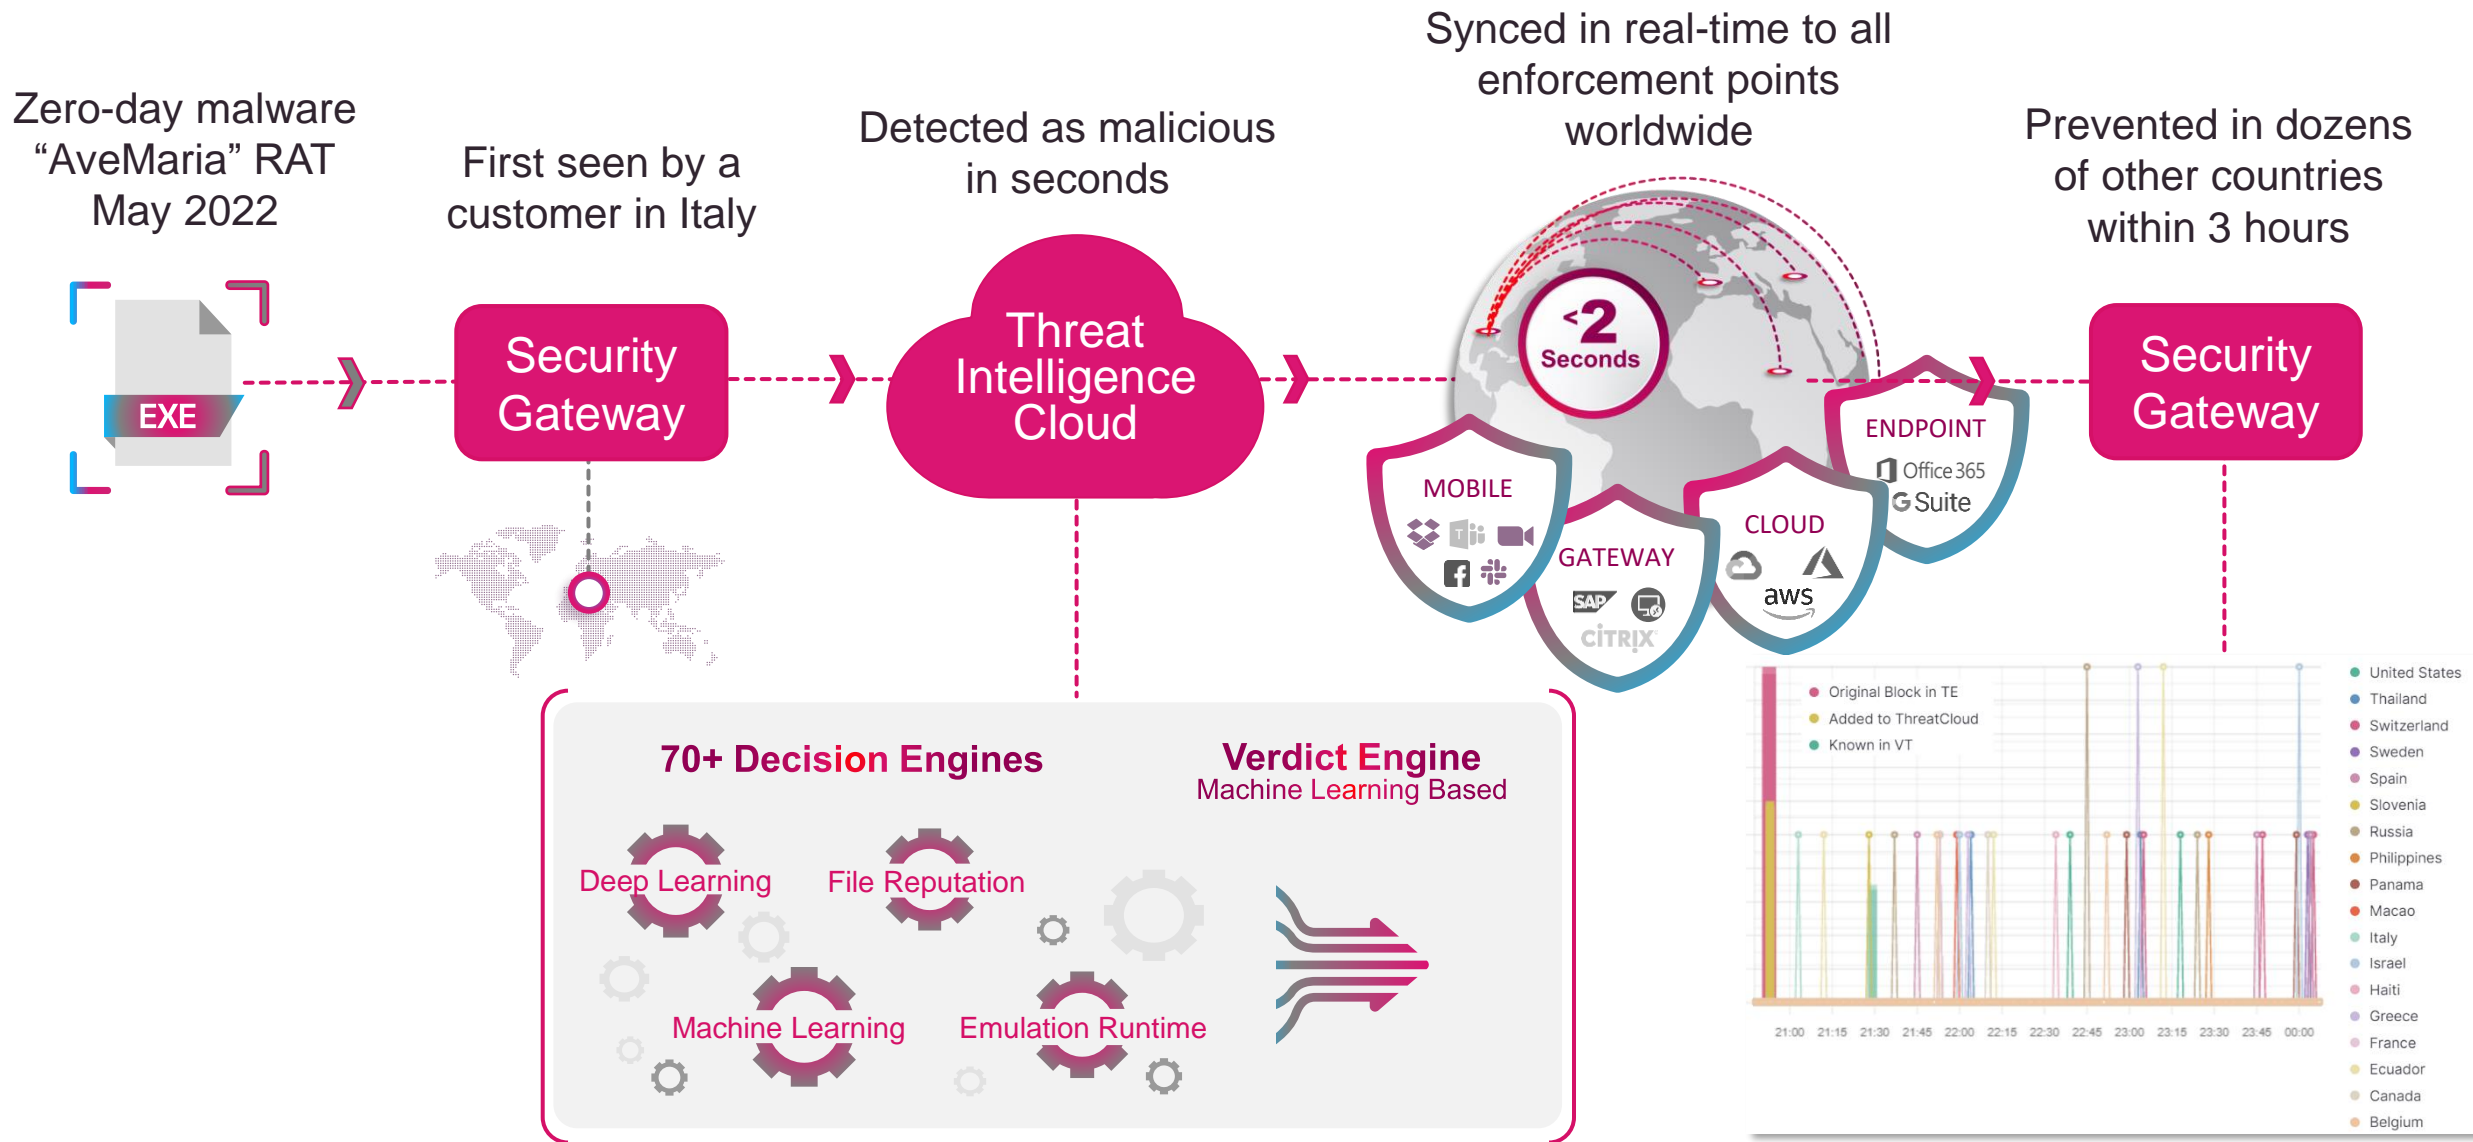 Zero-day malware
“AveMaria” RAT
May 2022
First seen by a
customer in Italy
Detected as malicious
in seconds
Synced in real-time to all
enforcement points
worldwide
Prevented in dozens
of other countries
within 3 hours
EXE
Security
Gateway
Threat
Intelligence
Cloud
<2
Seconds
MOBILE
GATEWAY
SAP
CİTRIX
CLOUD
aws
ENDPOINT
Office 365
G Suite
Security
Gateway
70+ Decision Engines
Deep Learning
File Reputation
Machine Learning
Emulation Runtime
Verdict Engine
Machine Learning Based
Original Block in TE
Added to ThreatCloud
Known in VT
21:00 21:15 21:30 21:45 22:00 22:15 22:30 22:45 23:00 23:15 23:30 23:45 00:00
United States
Thailand
Switzerland
Sweden
Spain
Slovenia
Russia
Philippines
Panama
Macao
Italy
Israel
Haiti
Greece
France
Ecuador
Canada
Belgium